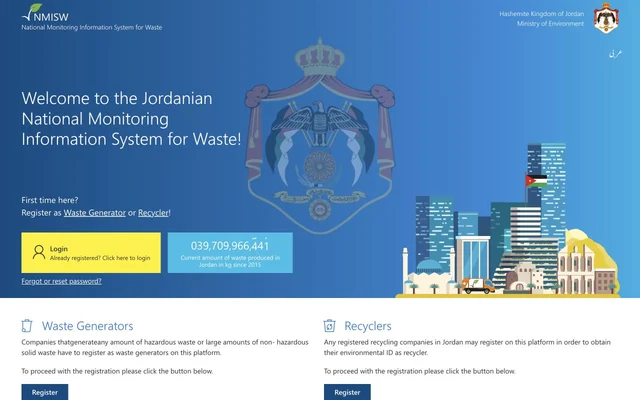 NMISW
National Monitoring Information System for Waste
Hashemite Kingdom of Jordan
Ministry of Environment
عربي
Welcome to the Jordanian
National Monitoring
Information System for Waste!
First time here?
Register as Waste Generator or Recycler!
Login
Already registered? Click here to login
039,709,966,441
Current amount of waste produced in
Jordan in kg since 2015
Forgot or reset password?
Waste Generators
Companies thatgenerateany amount of hazardous waste or large amounts of non- hazardous
solid waste have to register as waste generators on this platform.
To proceed with the registration please click the button below.
Register
Recyclers
Any registered recycling companies in Jordan may register on this platform in order to obtain
their environmental ID as recycler.
To proceed with the registration please click the button below.
Register